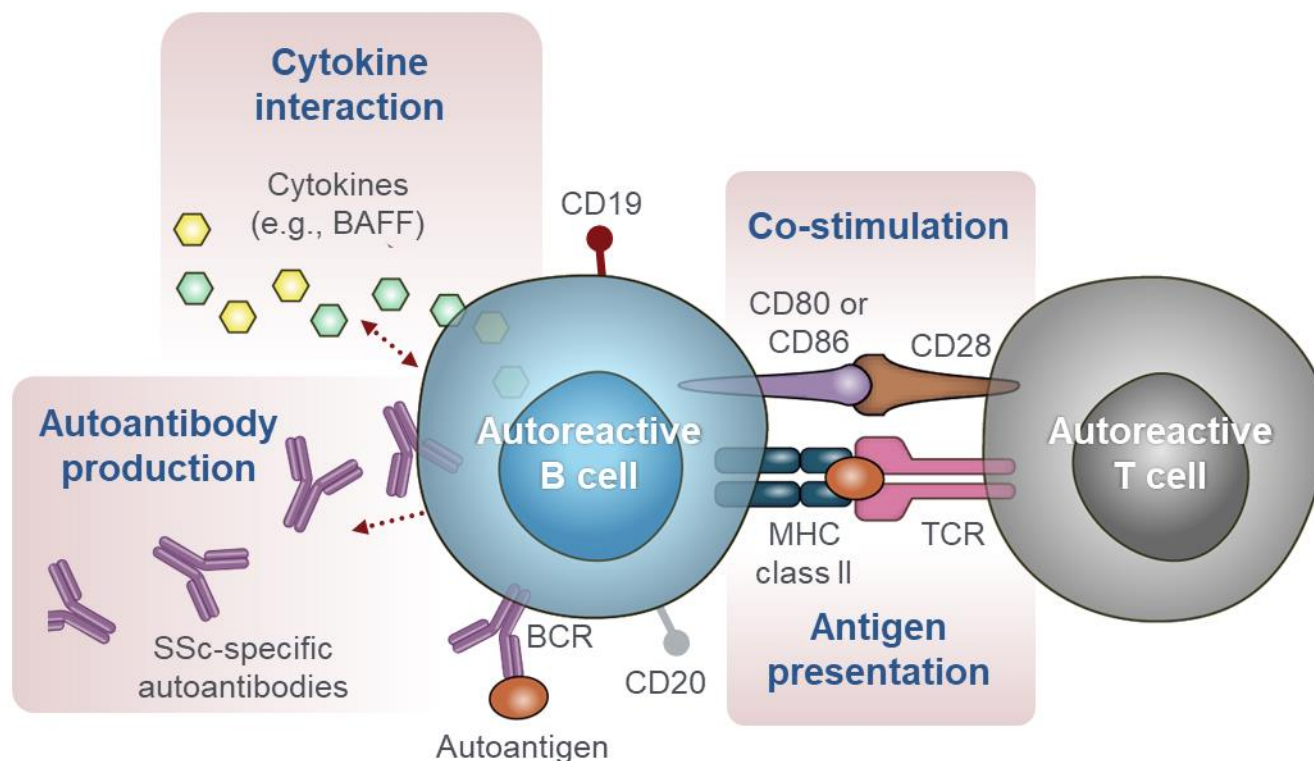 Cytokine
interaction
Cytokines
(e.g., BAFF)
CD19
Co-stimulation
CD80 or
CD86
CD28
Autoantibody
production
Autoreactive
B cell
Autoreactive
T cell
MHC
class II
TCR
SSc-specific
autoantibodies
BCR
CD20
Antigen
presentation
Autoantigen